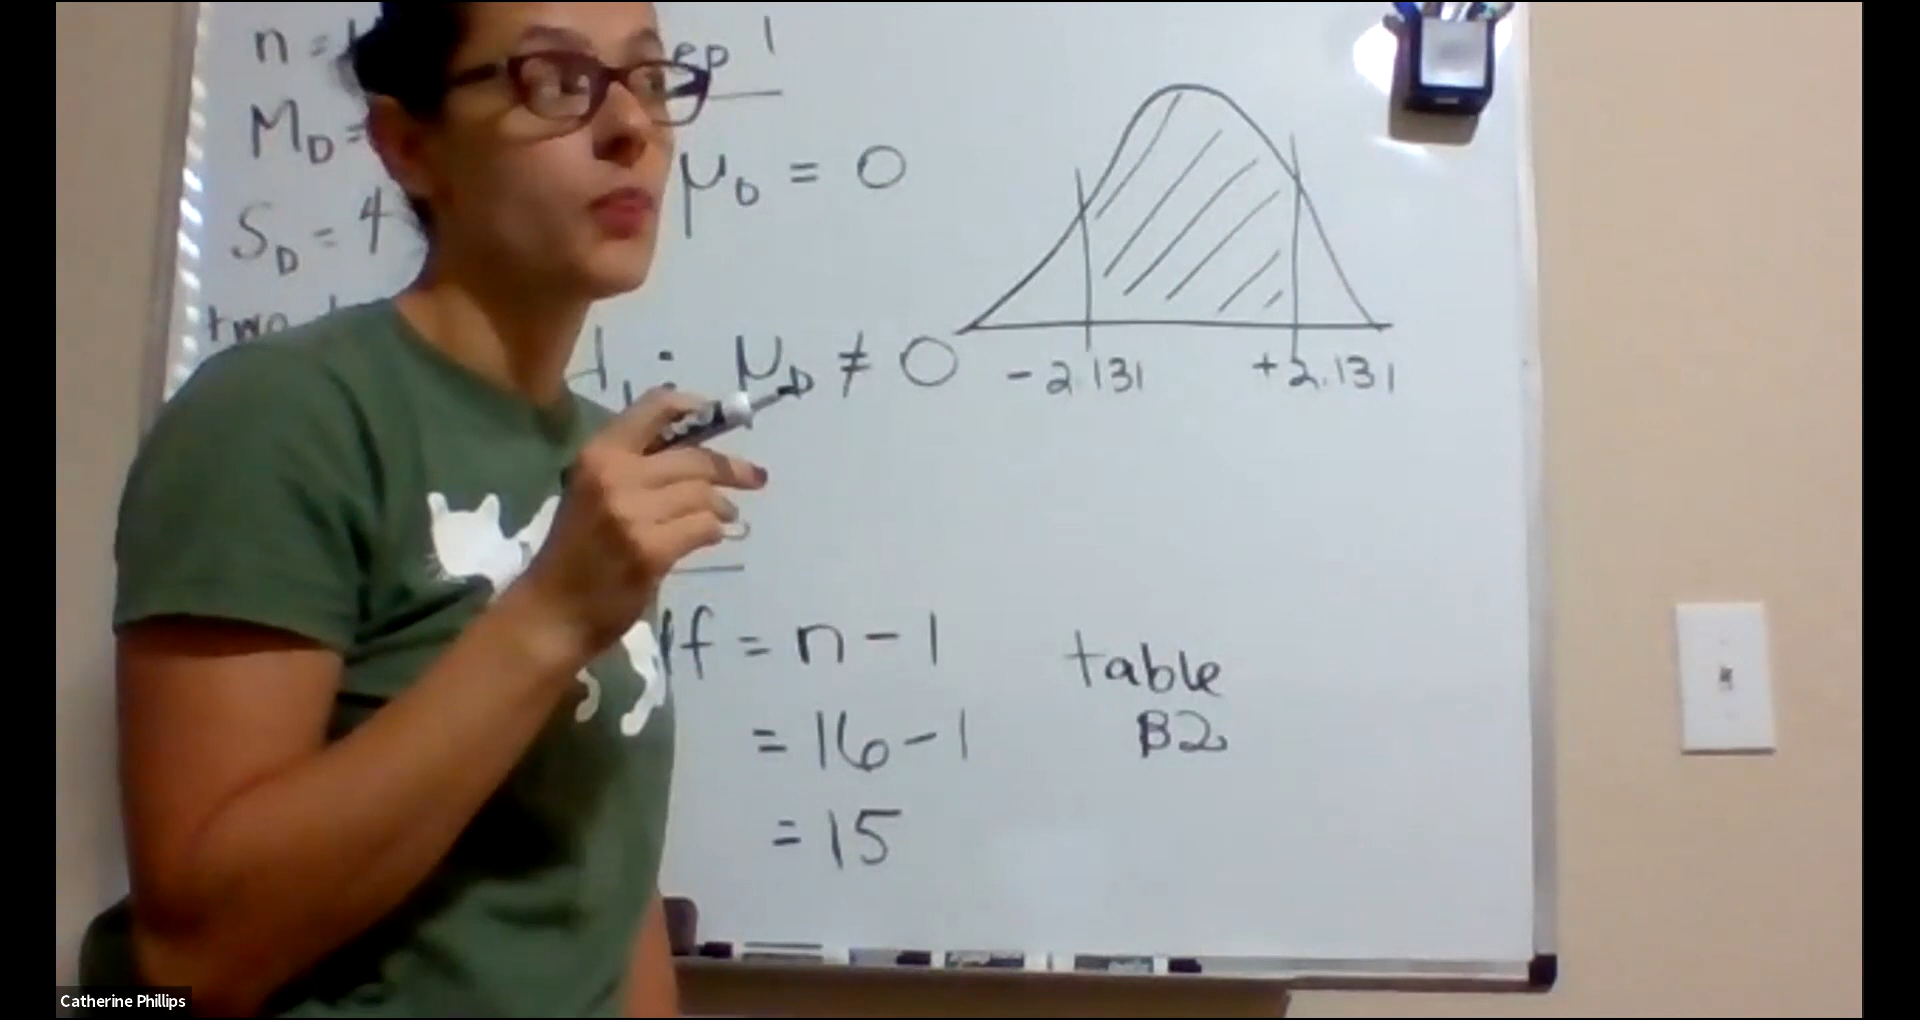 n =
ep 1
M_D =
μ_D = 0
S_D = 4
two
: μ_D ≠ 0
-2.131 +2.131
df = n - 1
= 16 - 1
= 15
table
B2
Catherine Phillips